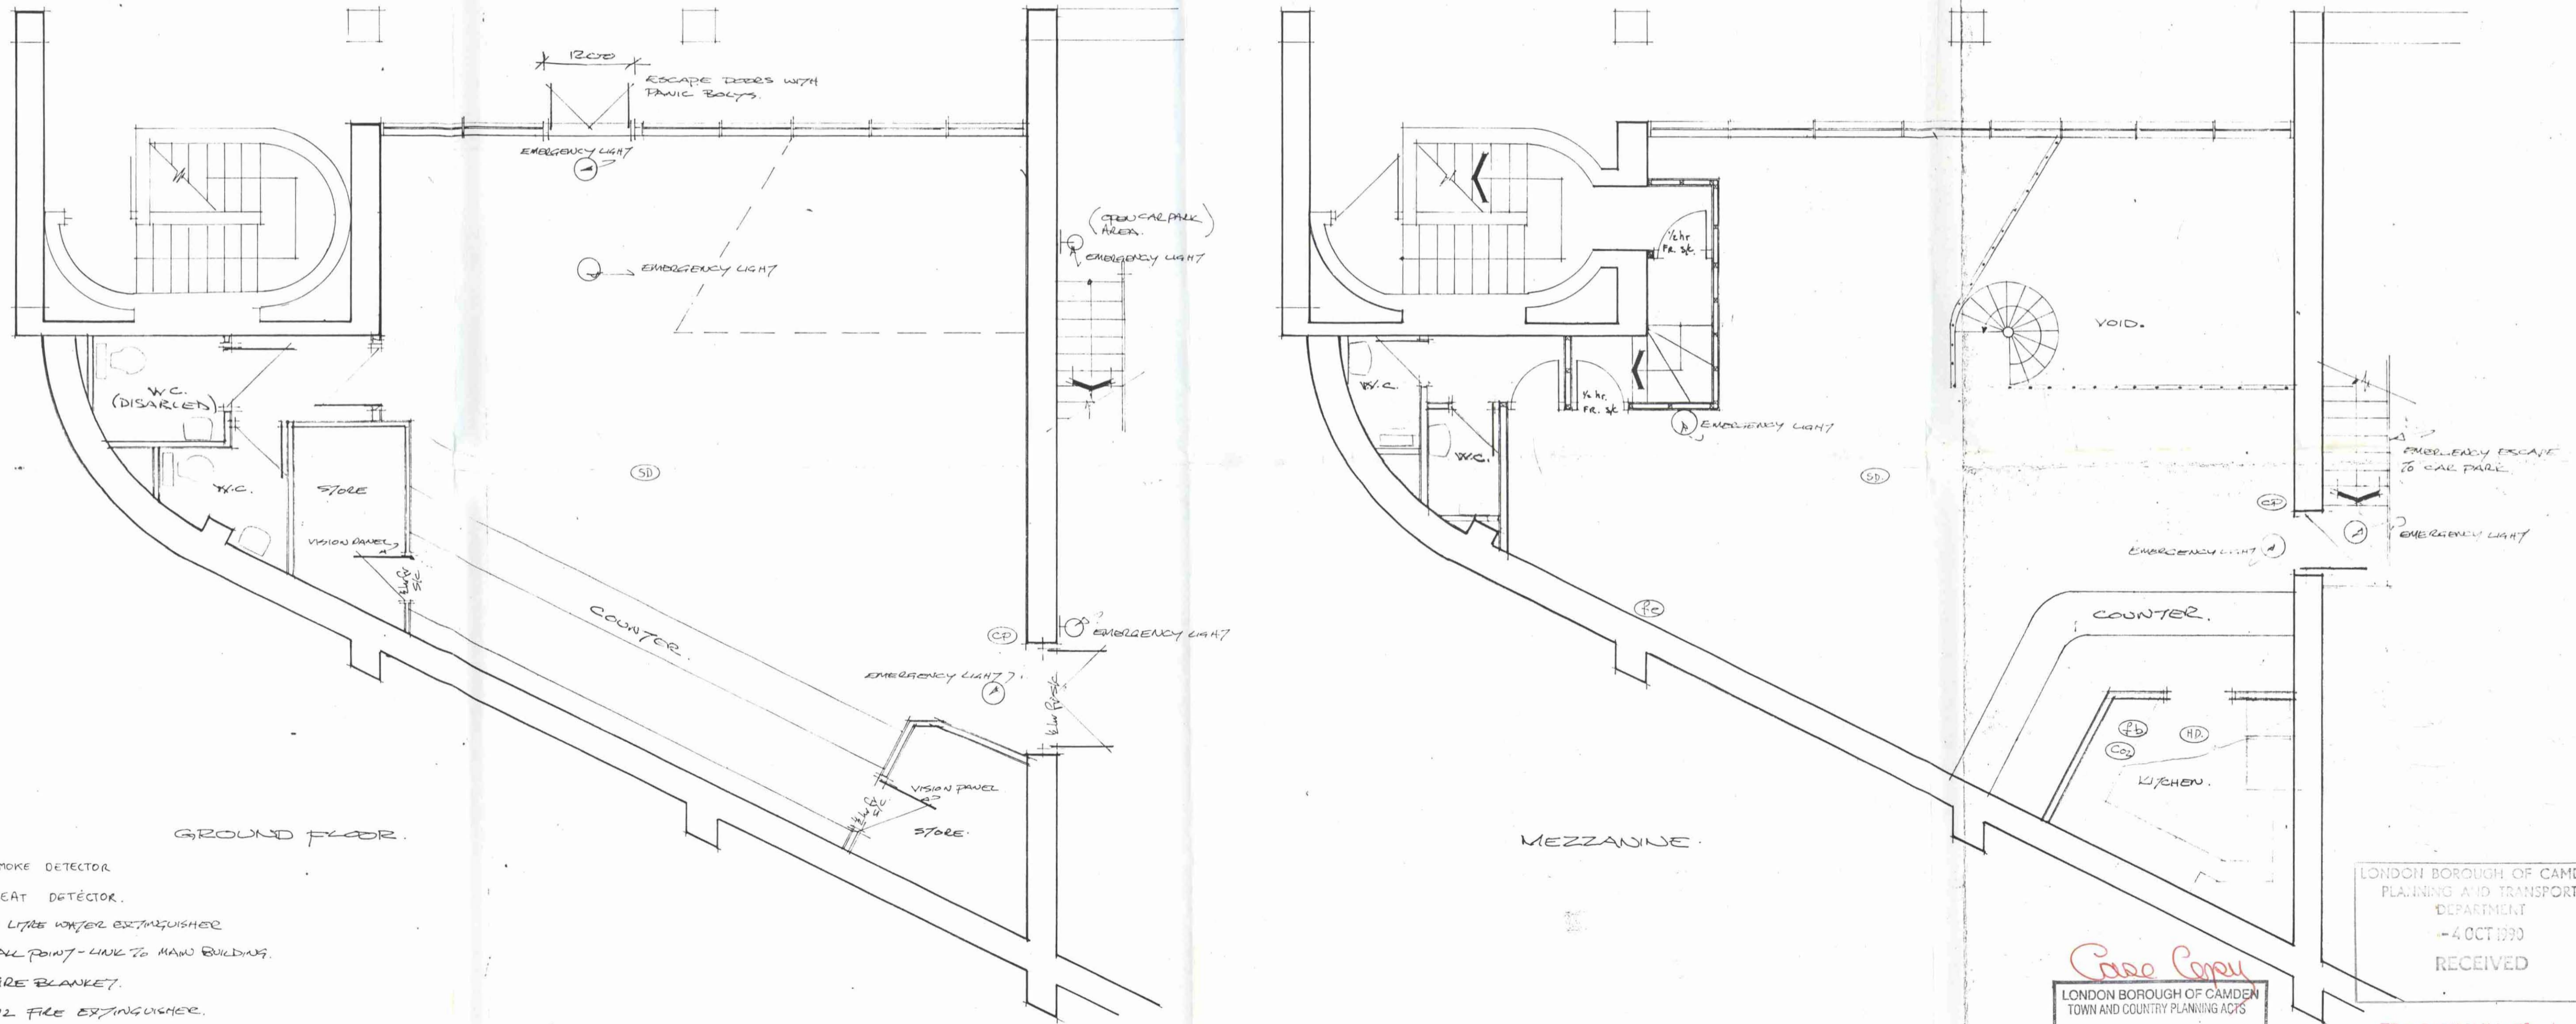 1200
ESCAPE DOORS WITH
PANIC BOLTS.
EMERGENCY LIGHT
EMERGENCY LIGHT
(OPEN CAR PARK
AREA.)
EMERGENCY LIGHT
W.C.
(DISABLED)
W.C.
STORE
VISION PANEL
S/C
SD
COUNTER.
CP
EMERGENCY LIGHT
EMERGENCY LIGHT
VISION PANEL
STORE.
GROUND FLOOR.
MOKE DETECTOR
EAT DETECTOR.
LITRE WATER EXTINGUISHER
ALL POINT - LINK TO MAIN BUILDING.
IRE BLANKET.
FIRE EXTINGUISHER.
½ hr
FR. s/c.
VOID.
W.C.
½ hr.
FR. s/c
EMERGENCY LIGHT
W.C.
SD.
EMERGENCY ESCAPE
TO CAR PARK
CP
EMERGENCY LIGHT
EMERGENCY LIGHT
fe
COUNTER.
fb
HD.
CO2
KITCHEN.
MEZZANINE.
LONDON BOROUGH OF CAMD
PLANNING AND TRANSPORT
DEPARTMENT
-4 OCT 1990
RECEIVED
Case Copy
LONDON BOROUGH OF CAMDEN
TOWN AND COUNTRY PLANNING ACTS